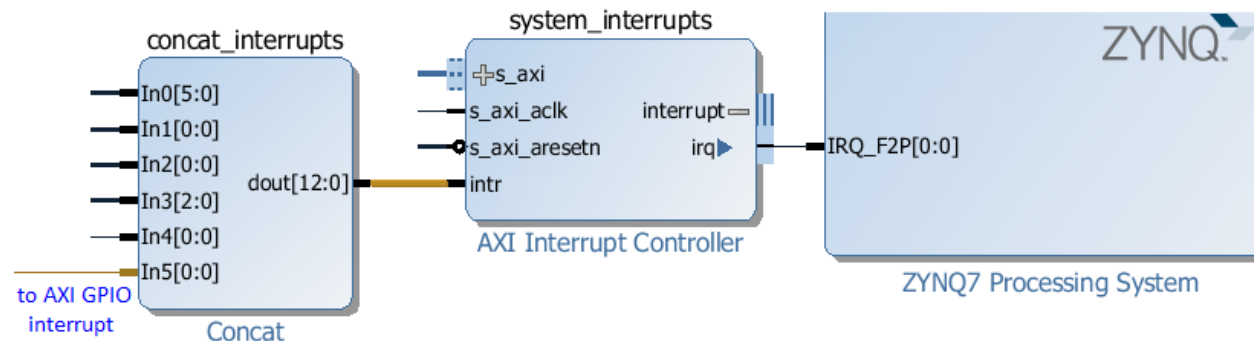 concat_interrupts
In0[5:0]
In1[0:0]
In2[0:0]
In3[2:0]
In4[0:0]
In5[0:0]
dout[12:0]
to AXI GPIO
interrupt
Concat
system_interrupts
s_axi
s_axi_aclk
s_axi_aresetn
intr
interrupt
irq
AXI Interrupt Controller
ZYNQ
IRQ_F2P[0:0]
ZYNQ7 Processing System